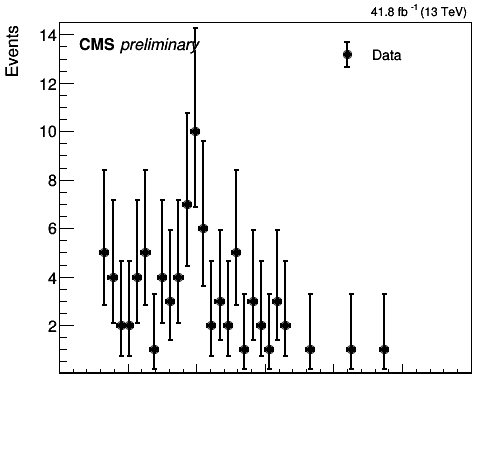 41.8 fb⁻¹ (13 TeV)
Events
CMS preliminary
Data
14
12
10
8
6
4
2